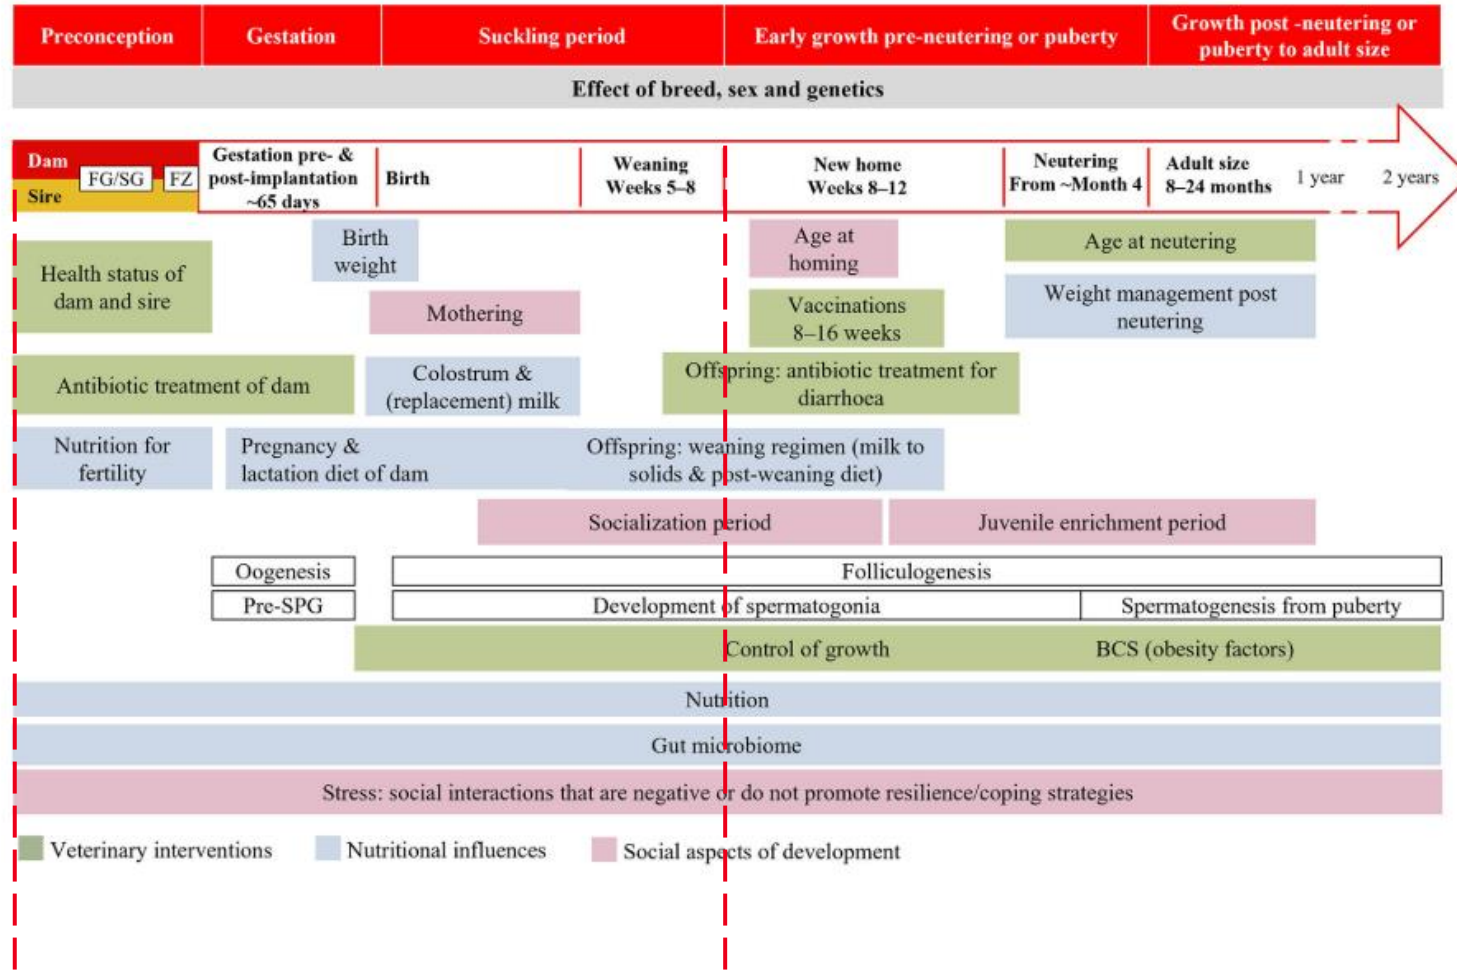 Preconception
Gestation
Suckling period
Early growth pre-neutering or puberty
Growth post -neutering or
puberty to adult size
Effect of breed, sex and genetics
Dam
Sire
FG/SG
FZ
Gestation pre- &
post-implantation
~65 days
Birth
Weaning
Weeks 5–8
New home
Weeks 8–12
Neutering
From ~Month 4
Adult size
8–24 months
1 year
2 years
Health status of
dam and sire
Birth
weight
Mothering
Age at
homing
Vaccinations
8–16 weeks
Age at neutering
Weight management post
neutering
Antibiotic treatment of dam
Colostrum &
(replacement) milk
Offspring: antibiotic treatment for
diarrhoea
Nutrition for
fertility
Pregnancy &
lactation diet of dam
Offspring: weaning regimen (milk to
solids & post-weaning diet)
Socialization period
Juvenile enrichment period
Oogenesis
Folliculogenesis
Pre-SPG
Development of spermatogonia
Spermatogenesis from puberty
Control of growth
BCS (obesity factors)
Nutrition
Gut microbiome
Stress: social interactions that are negative or do not promote resilience/coping strategies
Veterinary interventions
Nutritional influences
Social aspects of development